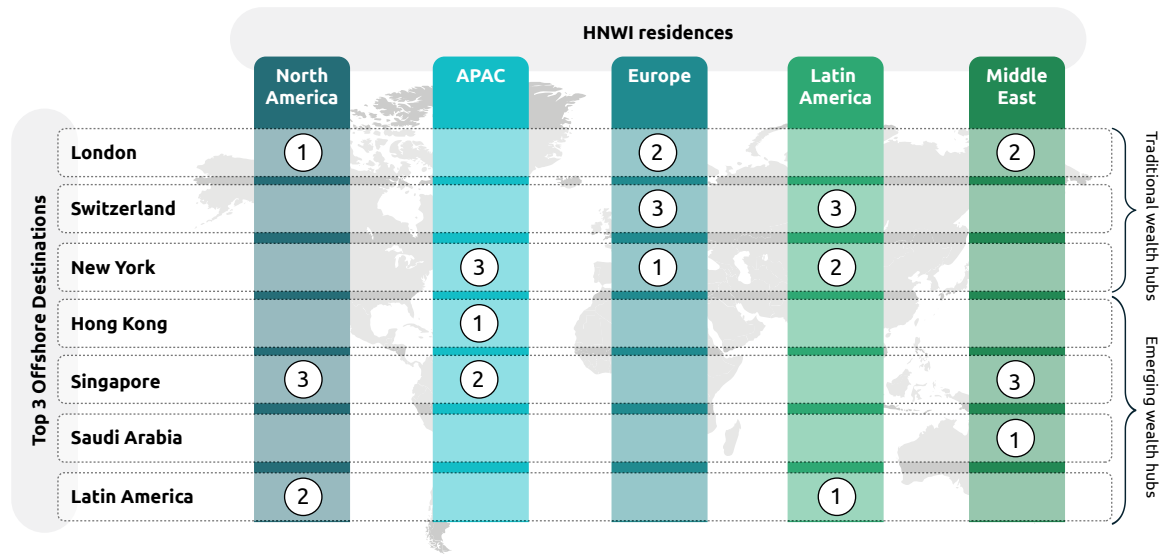 HNWI residences
North
America
APAC
Europe
Latin
America
Middle
East
Top 3 Offshore Destinations
London
1
2
2
Switzerland
3
3
New York
3
1
2
Hong Kong
1
Singapore
3
2
3
Saudi Arabia
1
Latin America
2
1
Traditional wealth hubs
Emerging wealth hubs